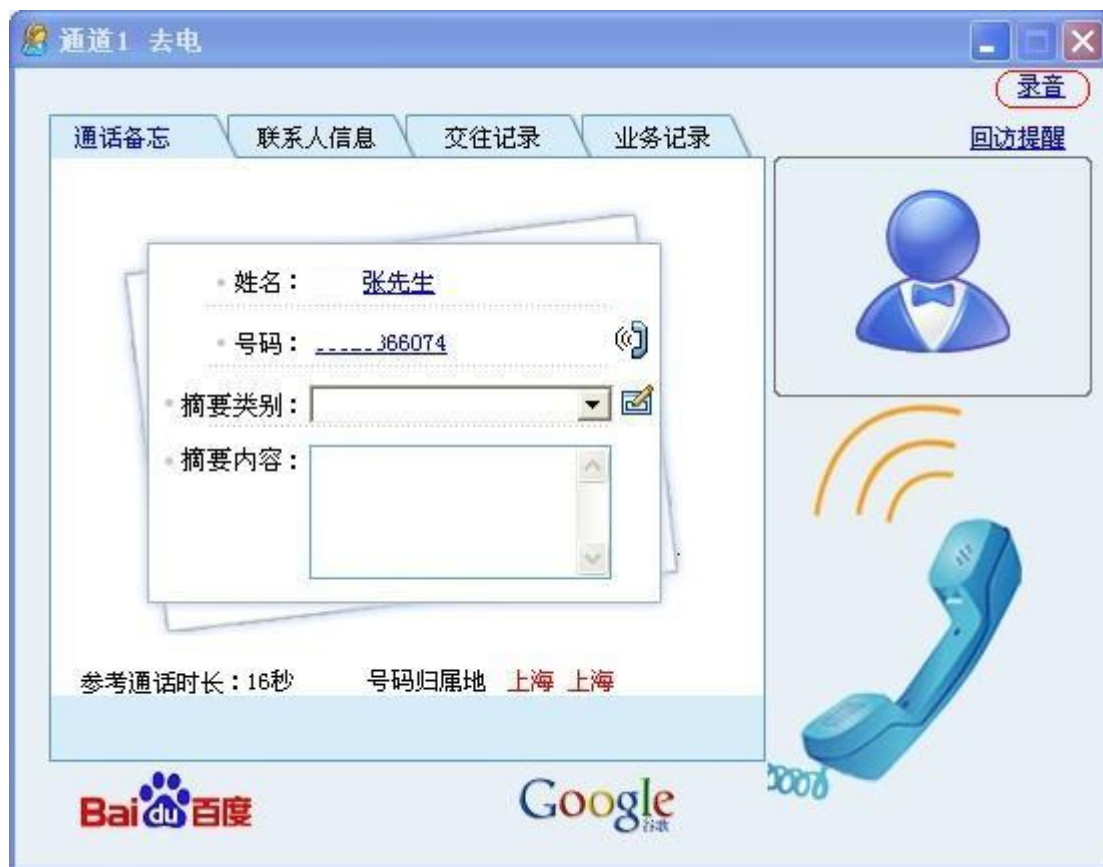 通道1 去电
录音
回访提醒
通话备忘 联系人信息 交往记录 业务记录
姓名： 张先生
号码： 66074
摘要类别：
摘要内容：
参考通话时长：16秒 号码归属地 上海 上海
Bai du 百度 Google 谷歌